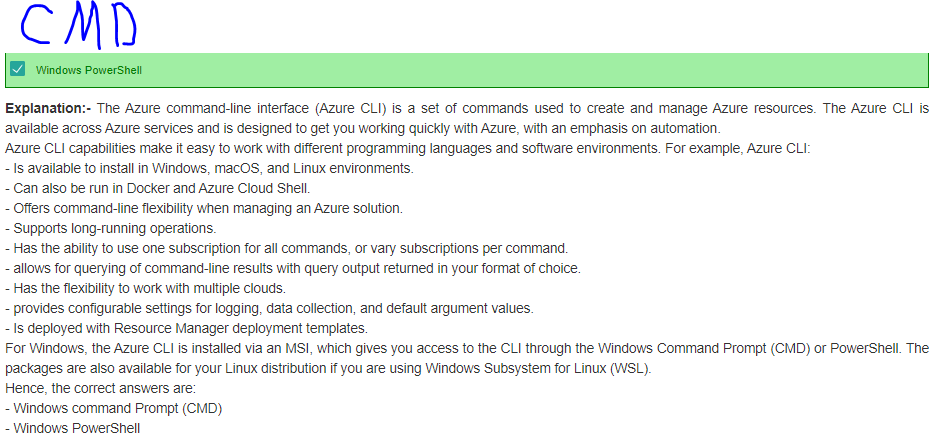 CMD
Windows PowerShell
Explanation:- The Azure command-line interface (Azure CLI) is a set of commands used to create and manage Azure resources. The Azure CLI is
available across Azure services and is designed to get you working quickly with Azure, with an emphasis on automation.
Azure CLI capabilities make it easy to work with different programming languages and software environments. For example, Azure CLI:
- Is available to install in Windows, macOS, and Linux environments.
- Can also be run in Docker and Azure Cloud Shell.
- Offers command-line flexibility when managing an Azure solution.
- Supports long-running operations.
- Has the ability to use one subscription for all commands, or vary subscriptions per command.
- allows for querying of command-line results with query output returned in your format of choice.
- Has the flexibility to work with multiple clouds.
- provides configurable settings for logging, data collection, and default argument values.
- Is deployed with Resource Manager deployment templates.
For Windows, the Azure CLI is installed via an MSI, which gives you access to the CLI through the Windows Command Prompt (CMD) or PowerShell. The
packages are also available for your Linux distribution if you are using Windows Subsystem for Linux (WSL).
Hence, the correct answers are:
- Windows command Prompt (CMD)
- Windows PowerShell